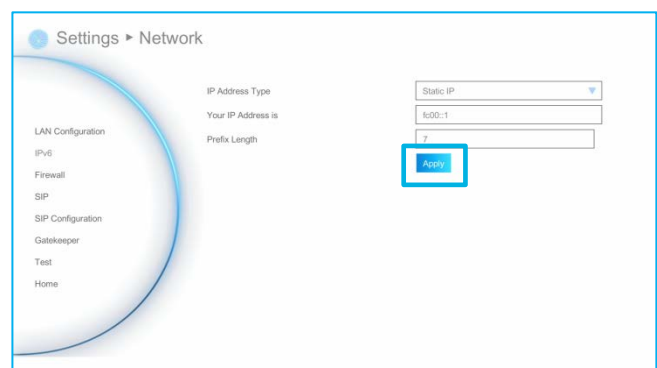 Settings ▸ Network
IP Address Type
Static IP
Your IP Address is
fc00::1
Prefix Length
7
Apply
LAN Configuration
IPv6
Firewall
SIP
SIP Configuration
Gatekeeper
Test
Home